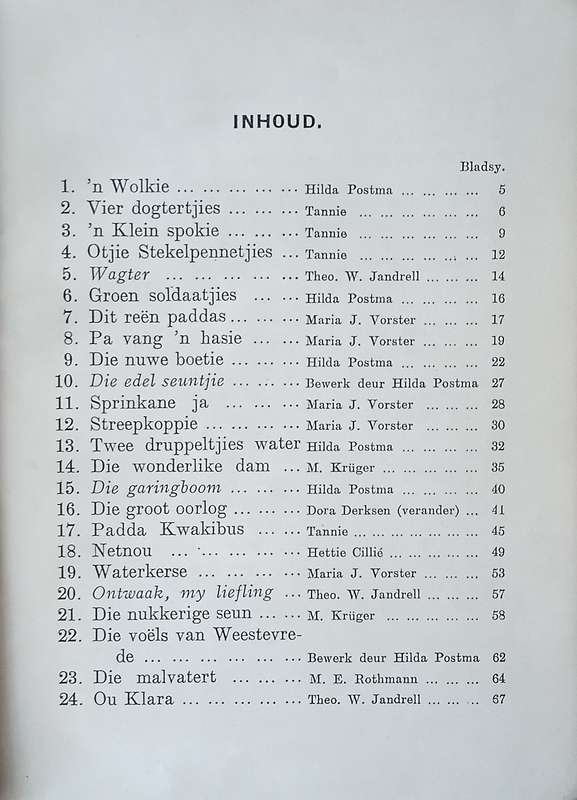 INHOUD.
Bladsy.
1. ’n Wolkie ... ... ... ... ... Hilda Postma ... ... ... ... 5
2. Vier dogtertjies ... ... ... Tannie ... ... ... ... ... 6
3. ’n Klein spokie ... ... ... Tannie ... ... ... ... ... 9
4. Otjie Stekelpennetjies ... Tannie ... ... ... ... ... 12
5. Wagter ... ... ... ... ... Theo. W. Jandrell ... ... ... 14
6. Groen soldaatjies ... ... Hilda Postma ... ... ... ... 16
7. Dit reën paddas ... ... ... Maria J. Vorster ... ... ... 17
8. Pa vang ’n hasie ... ... Maria J. Vorster ... ... ... 19
9. Die nuwe boetie ... ... ... Hilda Postma ... ... ... ... 22
10. Die edel seuntjie ... ... ... Bewerk deur Hilda Postma 27
11. Sprinkane ja ... ... ... Maria J. Vorster ... ... ... 28
12. Streepkoppie ... ... ... ... Maria J. Vorster ... ... ... 30
13. Twee druppeltjies water Hilda Postma ... ... ... ... 32
14. Die wonderlike dam ... M. Krüger ... ... ... ... ... 35
15. Die garingboom ... ... ... Hilda Postma ... ... ... ... 40
16. Die groot oorlog ... ... ... Dora Derksen (verander) ... 41
17. Padda Kwakibus ... ... Tannie ... ... ... ... ... ... 45
18. Netnou ... ... ... ... ... Hettie Cillié ... ... ... ... ... 49
19. Waterkerse ... ... ... ... Maria J. Vorster ... ... ... 53
20. Ontwaak, my liefling ... Theo. W. Jandrell ... ... ... 57
21. Die nukkerige seun ... ... M. Krüger ... ... ... ... ... 58
22. Die voëls van Weestevre-
de ... ... ... ... ... ... Bewerk deur Hilda Postma 62
23. Die malvatert ... ... ... M. E. Rothmann ... ... ... 64
24. Ou Klara ... ... ... ... ... Theo. W. Jandrell ... ... ... 67